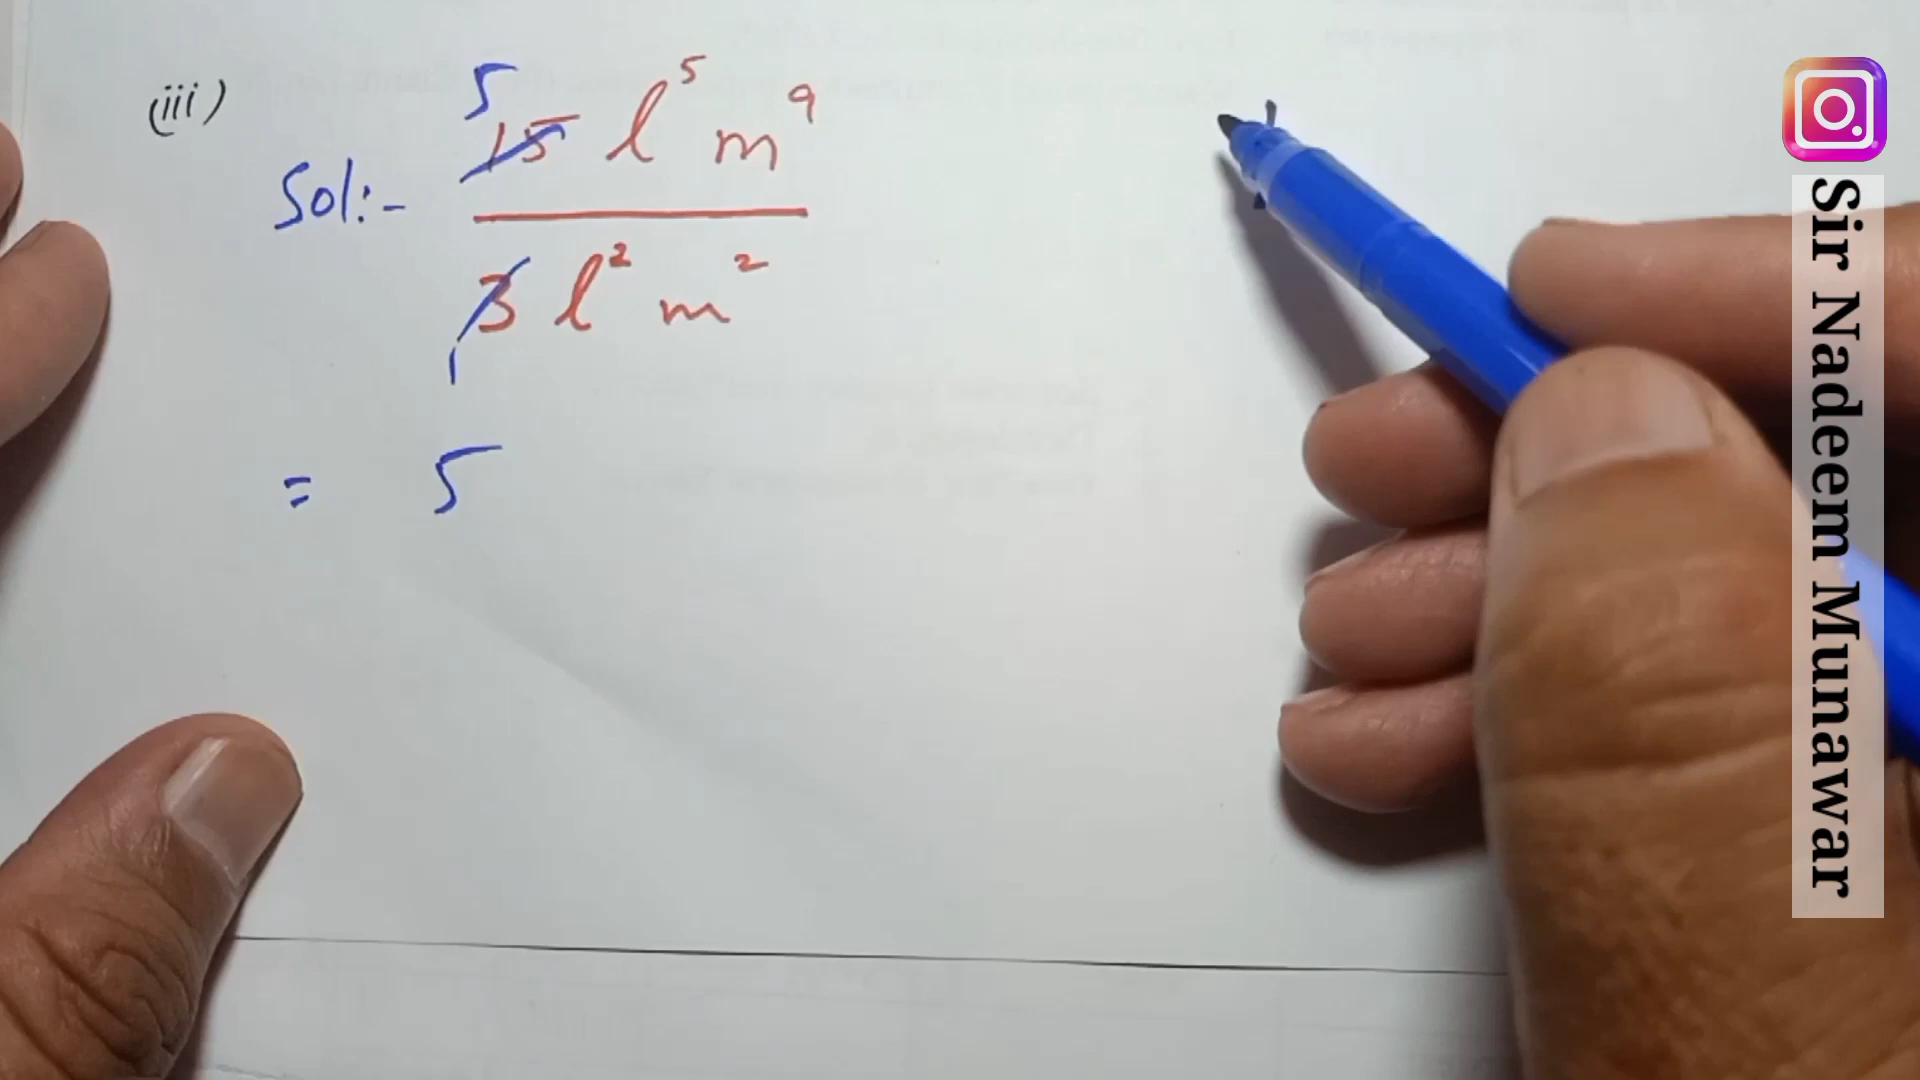 (iii)
Sol:- 5 15 l⁵ m⁹
3 l² m²
1
= 5
Sir Nadeem Munawar